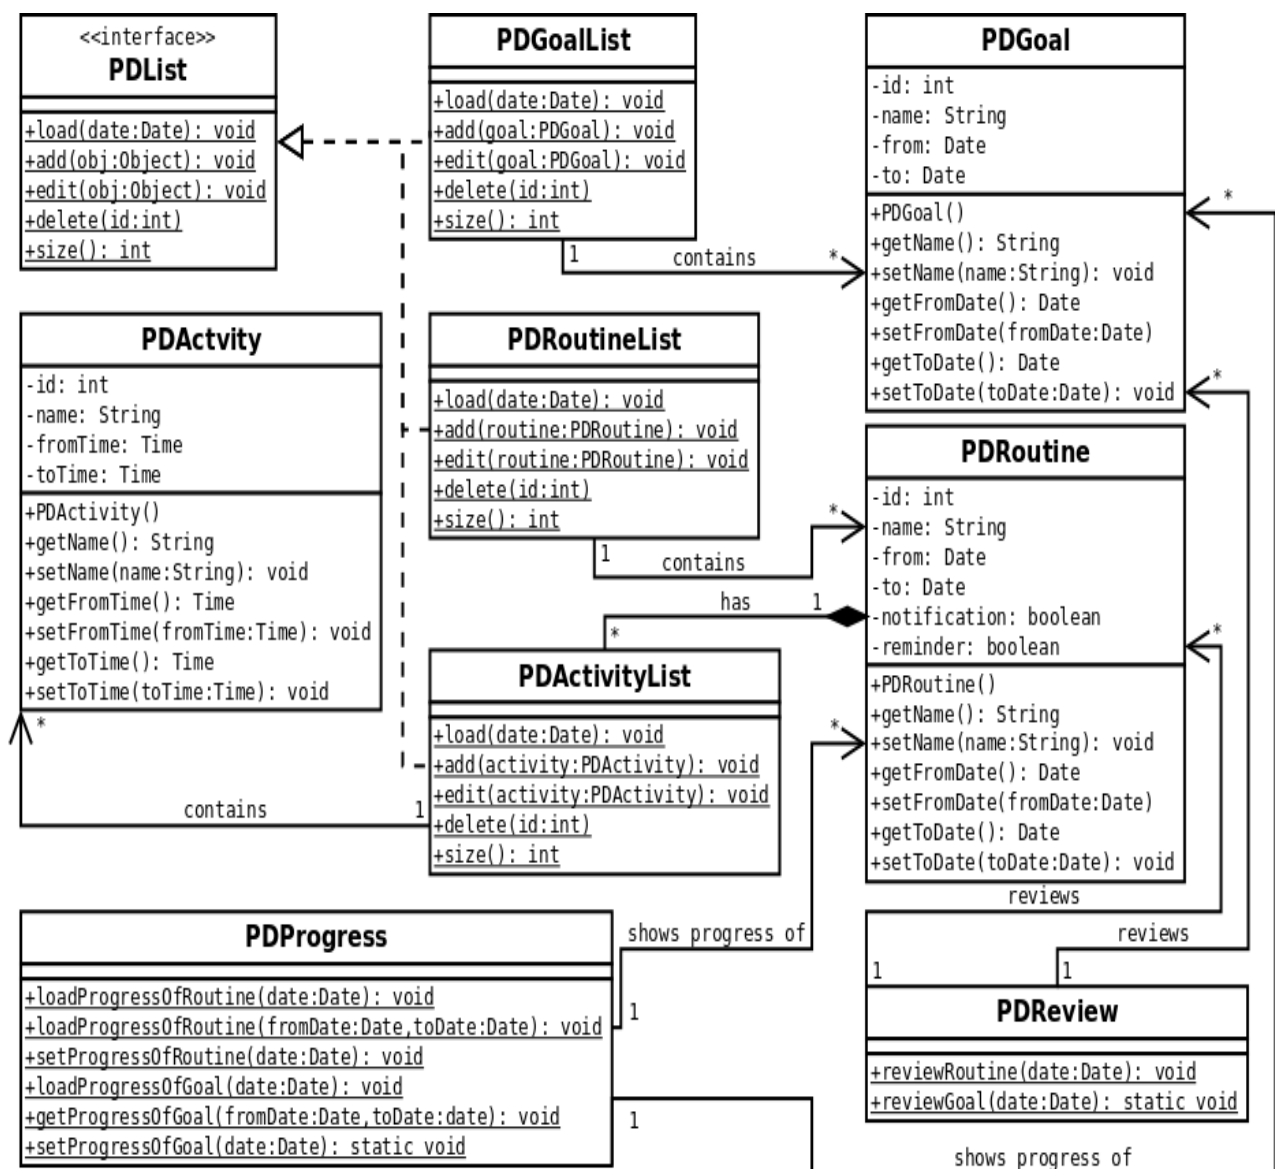 <<interface>>
PDList
+load(date:Date): void
+add(obj:Object): void
+edit(obj:Object): void
+delete(id:int)
+size(): int
PDGoalList
+load(date:Date): void
+add(goal:PDGoal): void
+edit(goal:PDGoal): void
+delete(id:int)
+size(): int
1
contains
*
PDGoal
-id: int
-name: String
-from: Date
-to: Date
+PDGoal()
+getName(): String
+setName(name:String): void
+getFromDate(): Date
+setFromDate(fromDate:Date)
+getToDate(): Date
+setToDate(toDate:Date): void
*
*
PDActvity
-id: int
-name: String
-fromTime: Time
-toTime: Time
+PDActivity()
+getName(): String
+setName(name:String): void
+getFromTime(): Time
+setFromTime(fromTime:Time): void
+getToTime(): Time
+setToTime(toTime:Time): void
*
contains
1
PDRoutineList
+load(date:Date): void
+add(routine:PDRoutine): void
+edit(routine:PDRoutine): void
+delete(id:int)
+size(): int
1
contains
*
has
1
*
PDRoutine
-id: int
-name: String
-from: Date
-to: Date
-notification: boolean
-reminder: boolean
+PDRoutine()
+getName(): String
+setName(name:String): void
+getFromDate(): Date
+setFromDate(fromDate:Date)
+getToDate(): Date
+setToDate(toDate:Date): void
*
*
PDActivityList
+load(date:Date): void
+add(activity:PDActivity): void
+edit(activity:PDActivity): void
+delete(id:int)
+size(): int
reviews
reviews
1
1
shows progress of
1
PDProgress
+loadProgressOfRoutine(date:Date): void
+loadProgressOfRoutine(fromDate:Date,toDate:Date): void
+setProgressOfRoutine(date:Date): void
+loadProgressOfGoal(date:Date): void
+getProgressOfGoal(fromDate:Date,toDate:date): void
+setProgressOfGoal(date:Date): static void
1
PDReview
+reviewRoutine(date:Date): void
+reviewGoal(date:Date): static void
shows progress of